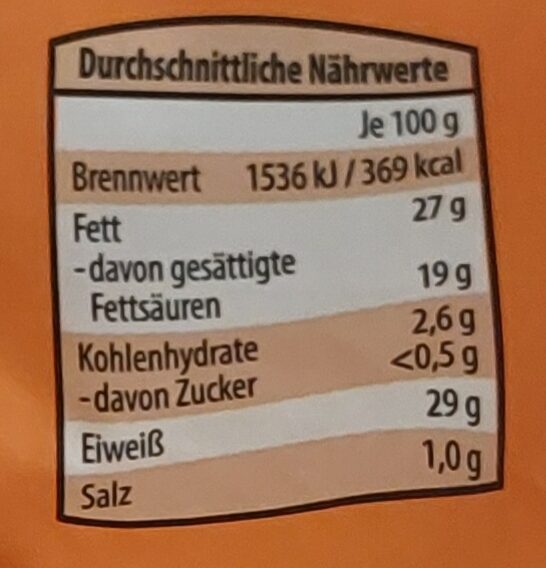 Durchschnittliche Nährwerte
Je 100 g
Brennwert 1536 kJ / 369 kcal
Fett 27 g
-davon gesättigte
Fettsäuren 19 g
Kohlenhydrate 2,6 g
-davon Zucker <0,5 g
Eiweiß 29 g
Salz 1,0 g